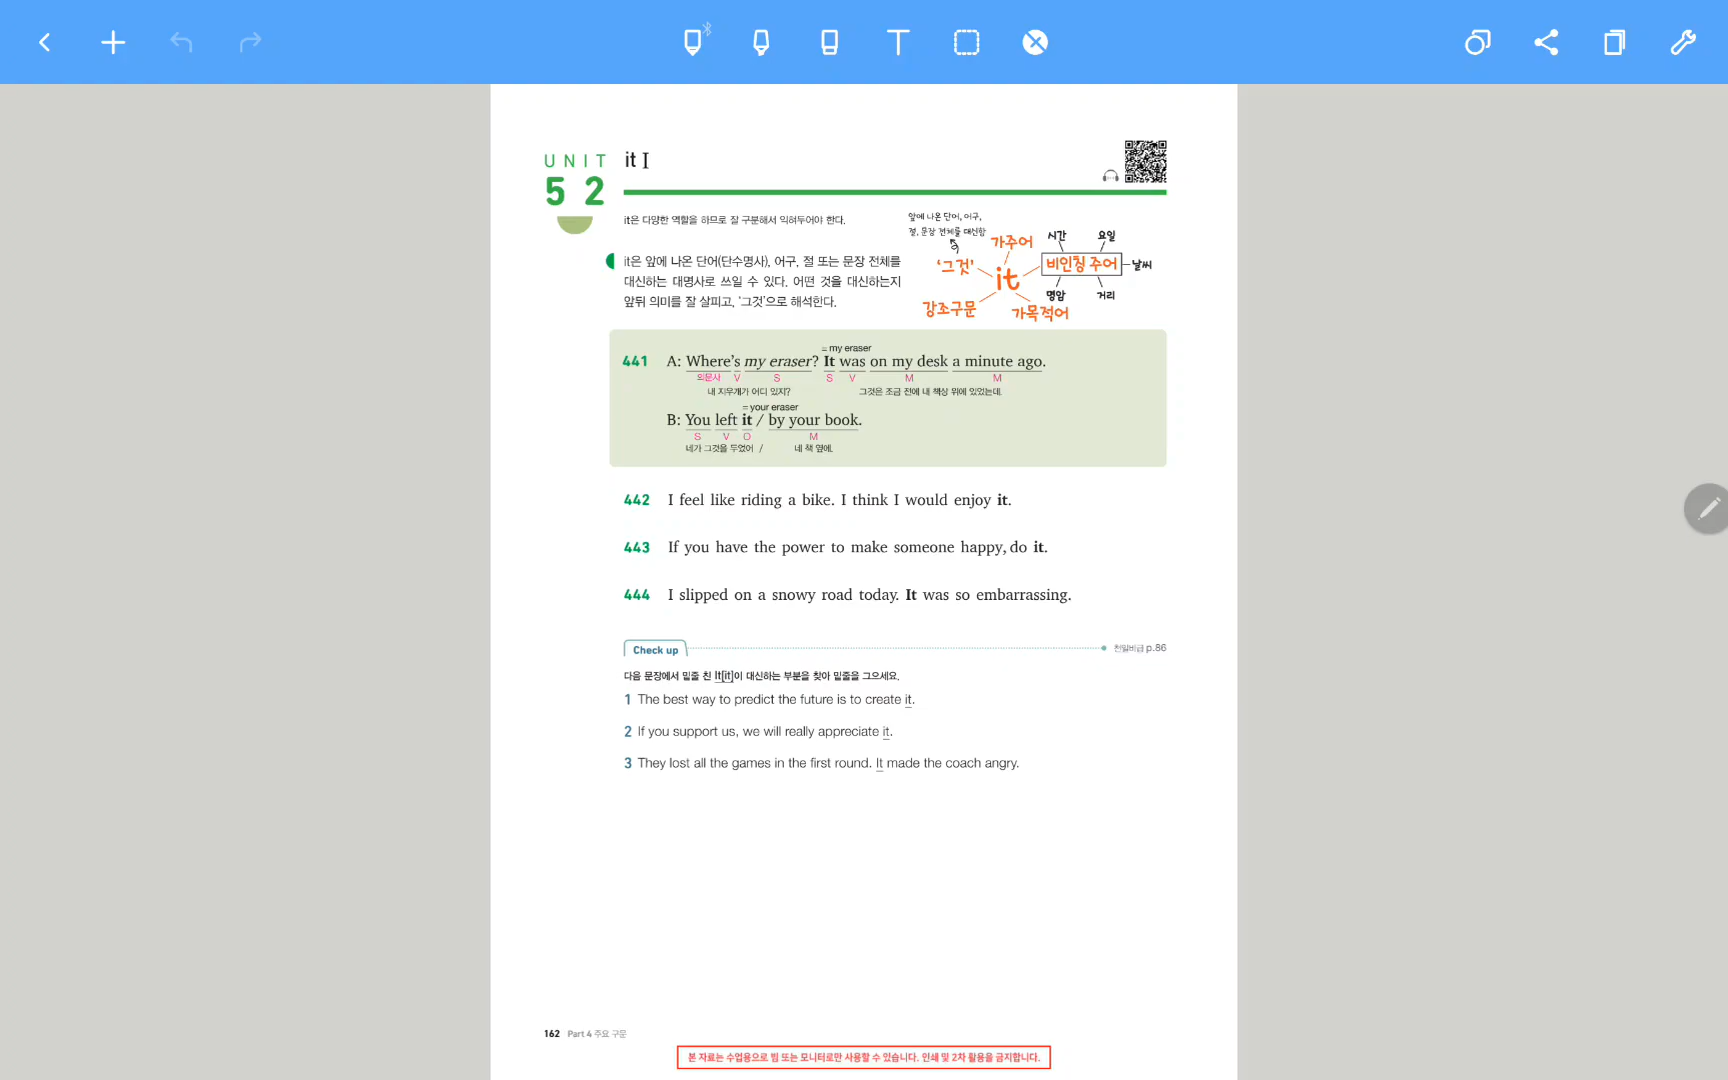 UNIT it I
52
it은 다양한 역할을 하므로 잘 구분해서 익혀두어야 한다.
it은 앞에 나온 단어(단수명사), 어구, 절 또는 문장 전체를
대신하는 대명사로 쓰일 수 있다. 어떤 것을 대신하는지
앞뒤 의미를 잘 살피고, ‘그것’으로 해석한다.
앞에 나온 단어, 어구,
절, 문장 전체를 대신함
가주어
시간
요일
‘그것’
it
비인칭 주어
날씨
명암
거리
강조구문
가목적어
= my eraser
441 A: Where’s my eraser? It was on my desk a minute ago.
의문사 V S S V M M
내 지우개가 어디 있지? 그것은 조금 전에 내 책상 위에 있었는데.
= your eraser
B: You left it / by your book.
S V O M
네가 그것을 두었어 / 네 책 옆에.
442 I feel like riding a bike. I think I would enjoy it.
443 If you have the power to make someone happy, do it.
444 I slipped on a snowy road today. It was so embarrassing.
Check up 천일비급 p.86
다음 문장에서 밑줄 친 It[it]이 대신하는 부분을 찾아 밑줄을 그으세요.
1 The best way to predict the future is to create it.
2 If you support us, we will really appreciate it.
3 They lost all the games in the first round. It made the coach angry.
162 Part 4 주요 구문
본 자료는 수업용으로 빔 또는 모니터로만 사용할 수 있습니다. 인쇄 및 2차 활용을 금지합니다.